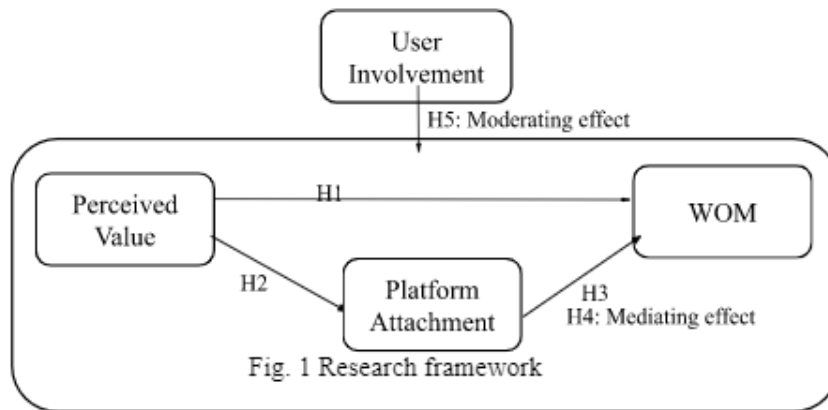 User
Involvement
H5: Moderating effect
Perceived
Value
H1
WOM
H2
Platform
Attachment
H3
H4: Mediating effect
Fig. 1 Research framework